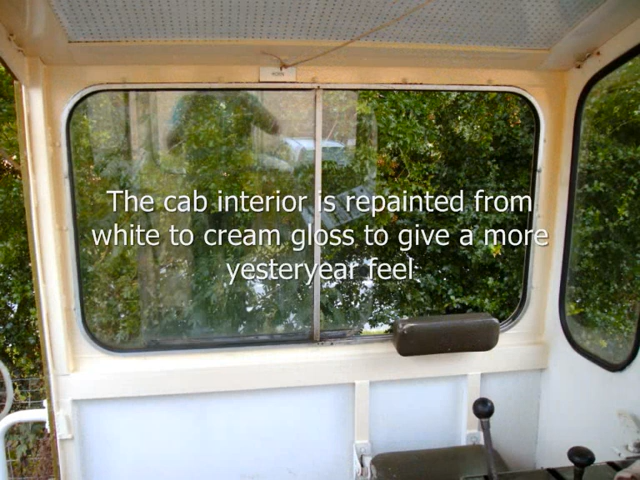 The cab interior is repainted from
white to cream gloss to give a more
yesteryear feel